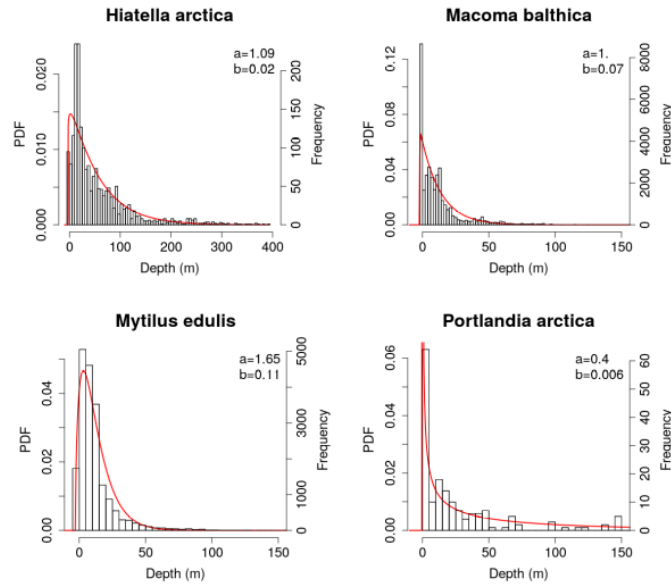 Hiatella arctica
a=1.09
b=0.02
PDF
0.000 0.010 0.020
Frequency
0 50 100 150 200
0 100 200 300 400
Depth (m)
Macoma balthica
a=1.
b=0.07
PDF
0.00 0.04 0.08 0.12
Frequency
0 2000 4000 6000 8000
0 50 100 150
Depth (m)
Mytilus edulis
a=1.65
b=0.11
PDF
0.00 0.02 0.04
Frequency
0 1000 3000 5000
0 50 100 150
Depth (m)
Portlandia arctica
a=0.4
b=0.006
PDF
0.00 0.02 0.04 0.06
Frequency
0 10 20 30 40 50 60
0 50 100 150
Depth (m)